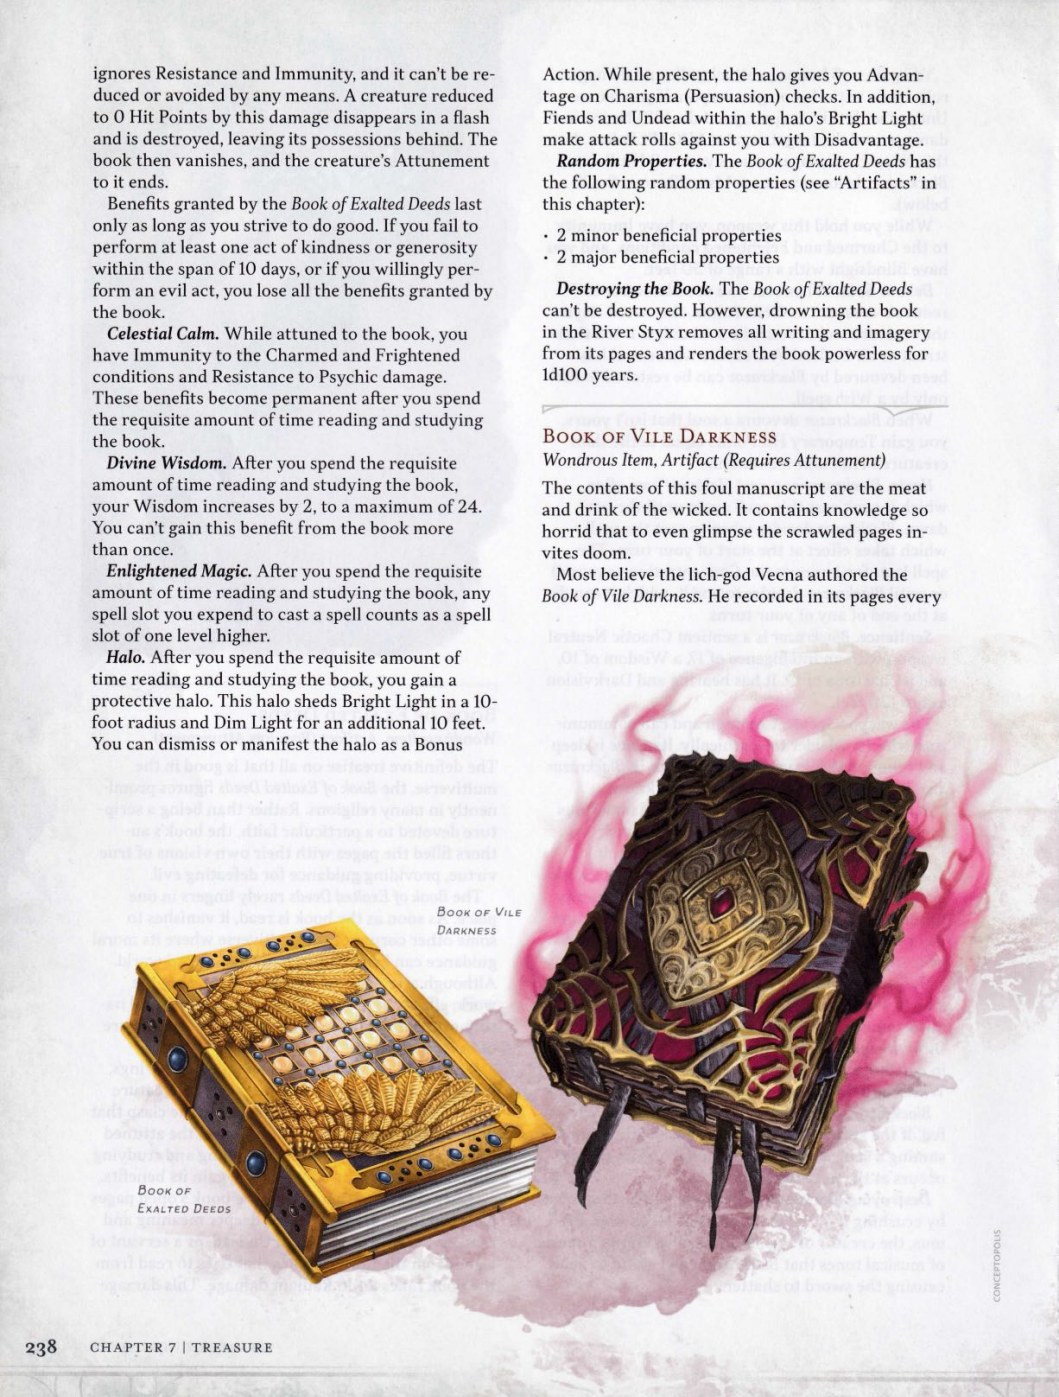 ignores Resistance and Immunity, and it can't be re-
duced or avoided by any means. A creature reduced
to 0 Hit Points by this damage disappears in a flash
and is destroyed, leaving its possessions behind. The
book then vanishes, and the creature's Attunement
to it ends.
Benefits granted by the Book of Exalted Deeds last
only as long as you strive to do good. If you fail to
perform at least one act of kindness or generosity
within the span of 10 days, or if you willingly per-
form an evil act, you lose all the benefits granted by
the book.
Celestial Calm. While attuned to the book, you
have Immunity to the Charmed and Frightened
conditions and Resistance to Psychic damage.
These benefits become permanent after you spend
the requisite amount of time reading and studying
the book.
Divine Wisdom. After you spend the requisite
amount of time reading and studying the book,
your Wisdom increases by 2, to a maximum of 24.
You can't gain this benefit from the book more
than once.
Enlightened Magic. After you spend the requisite
amount of time reading and studying the book, any
spell slot you expend to cast a spell counts as a spell
slot of one level higher.
Halo. After you spend the requisite amount of
time reading and studying the book, you gain a
protective halo. This halo sheds Bright Light in a 10-
foot radius and Dim Light for an additional 10 feet.
You can dismiss or manifest the halo as a Bonus
Action. While present, the halo gives you Advan-
tage on Charisma (Persuasion) checks. In addition,
Fiends and Undead within the halo's Bright Light
make attack rolls against you with Disadvantage.
Random Properties. The Book of Exalted Deeds has
the following random properties (see "Artifacts" in
this chapter):
· 2 minor beneficial properties
· 2 major beneficial properties
Destroying the Book. The Book of Exalted Deeds
can't be destroyed. However, drowning the book
in the River Styx removes all writing and imagery
from its pages and renders the book powerless for
1d100 years.
BOOK OF VILE DARKNESS
Wondrous Item, Artifact (Requires Attunement)
The contents of this foul manuscript are the meat
and drink of the wicked. It contains knowledge so
horrid that to even glimpse the scrawled pages in-
vites doom.
Most believe the lich-god Vecna authored the
Book of Vile Darkness. He recorded in its pages every
BOOK OF VILE
DARKNESS
BOOK OF
EXALTED DEEDS
CONCEPTOPOLIS
238 CHAPTER 7 | TREASURE